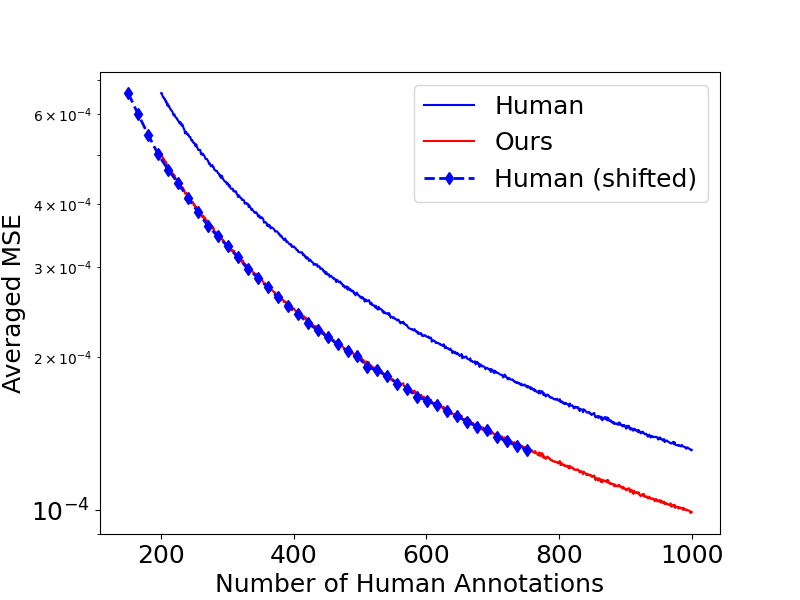 Human
Ours
Human (shifted)
6 × 10⁻⁴
4 × 10⁻⁴
3 × 10⁻⁴
2 × 10⁻⁴
10⁻⁴
Averaged MSE
200 400 600 800 1000
Number of Human Annotations